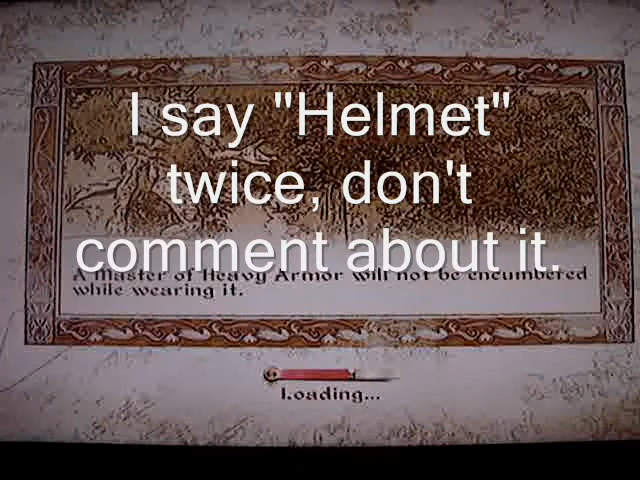 I say "Helmet"
twice, don't
comment about it.
A Master of Heavy Armor will not be encumbered
while wearing it.
Loading...